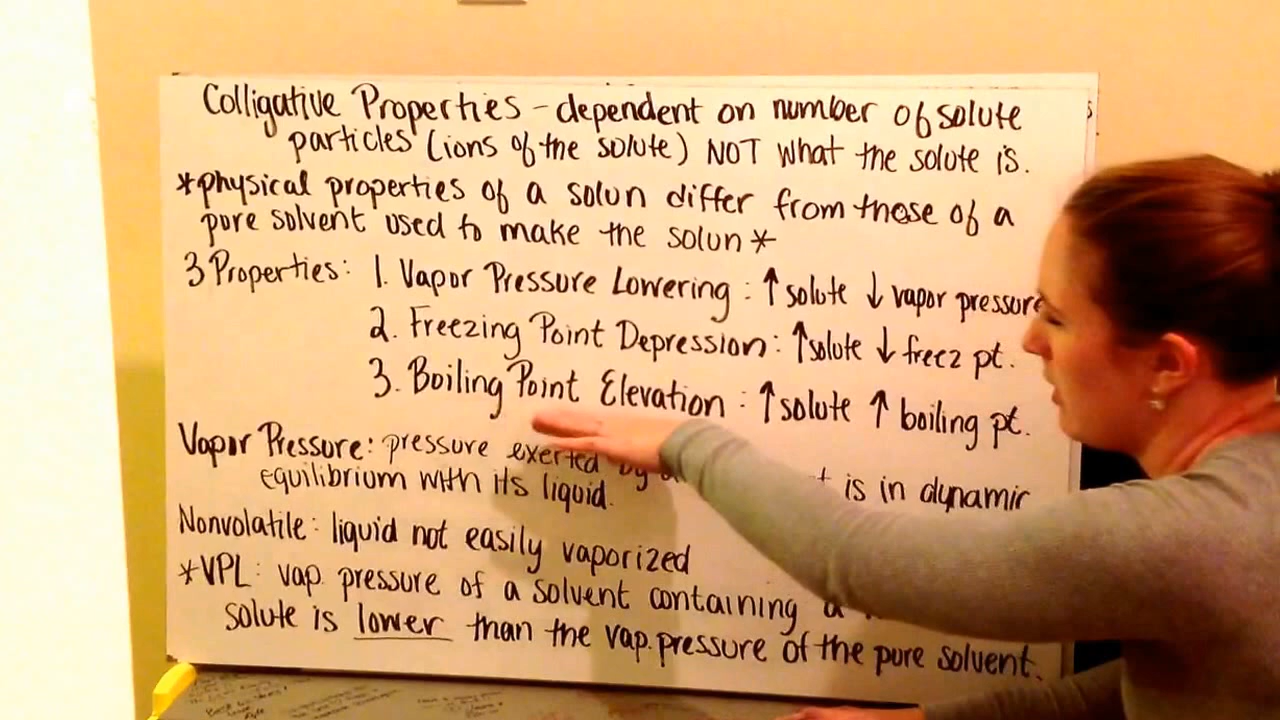 Colligative Properties - dependent on number of solute
particles (ions of the solute) NOT what the solute is.
*physical properties of a solun differ from those of a
pure solvent used to make the solun*
3 Properties: 1. Vapor Pressure Lowering: ↑ solute ↓ vapor pressure
2. Freezing Point Depression: ↑ solute ↓ freez pt.
3. Boiling Point Elevation: ↑ solute ↑ boiling pt.
Vapor Pressure: pressure exerted by is in dynamic
equilibrium with its liquid.
Nonvolatile: liquid not easily vaporized
*VPL: vap. pressure of a solvent containing a
solute is lower than the vap. pressure of the pure solvent.